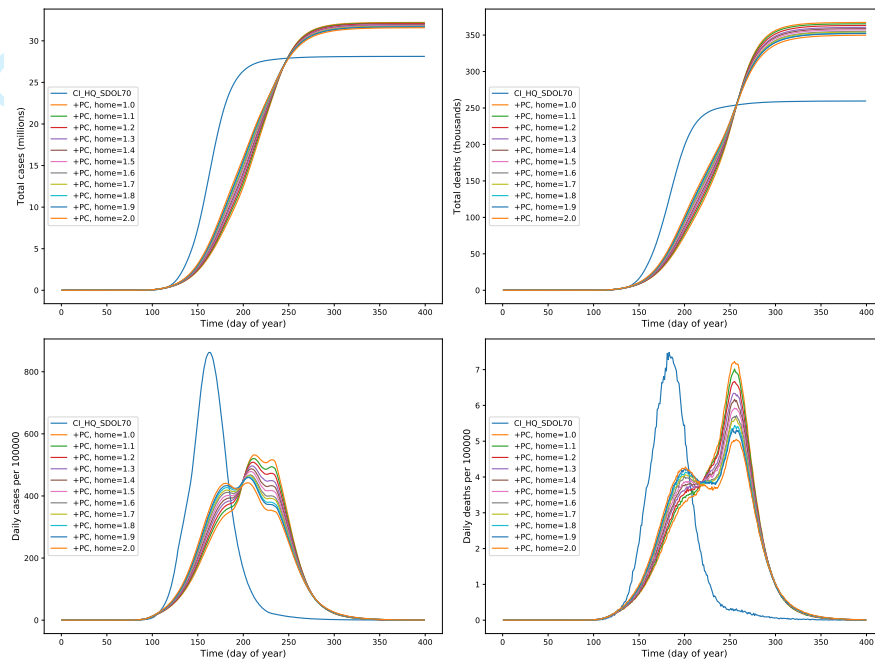 Total cases (millions)
30
25
20
15
10
5
0
CI_HQ_SDOL70
+PC, home=1.0
+PC, home=1.1
+PC, home=1.2
+PC, home=1.3
+PC, home=1.4
+PC, home=1.5
+PC, home=1.6
+PC, home=1.7
+PC, home=1.8
+PC, home=1.9
+PC, home=2.0
0 50 100 150 200 250 300 350 400
Time (day of year)
Total deaths (thousands)
350
300
250
200
150
100
50
0
CI_HQ_SDOL70
+PC, home=1.0
+PC, home=1.1
+PC, home=1.2
+PC, home=1.3
+PC, home=1.4
+PC, home=1.5
+PC, home=1.6
+PC, home=1.7
+PC, home=1.8
+PC, home=1.9
+PC, home=2.0
0 50 100 150 200 250 300 350 400
Time (day of year)
Daily cases per 100000
800
600
400
200
0
CI_HQ_SDOL70
+PC, home=1.0
+PC, home=1.1
+PC, home=1.2
+PC, home=1.3
+PC, home=1.4
+PC, home=1.5
+PC, home=1.6
+PC, home=1.7
+PC, home=1.8
+PC, home=1.9
+PC, home=2.0
0 50 100 150 200 250 300 350 400
Time (day of year)
Daily deaths per 100000
7
6
5
4
3
2
1
0
CI_HQ_SDOL70
+PC, home=1.0
+PC, home=1.1
+PC, home=1.2
+PC, home=1.3
+PC, home=1.4
+PC, home=1.5
+PC, home=1.6
+PC, home=1.7
+PC, home=1.8
+PC, home=1.9
+PC, home=2.0
0 50 100 150 200 250 300 350 400
Time (day of year)